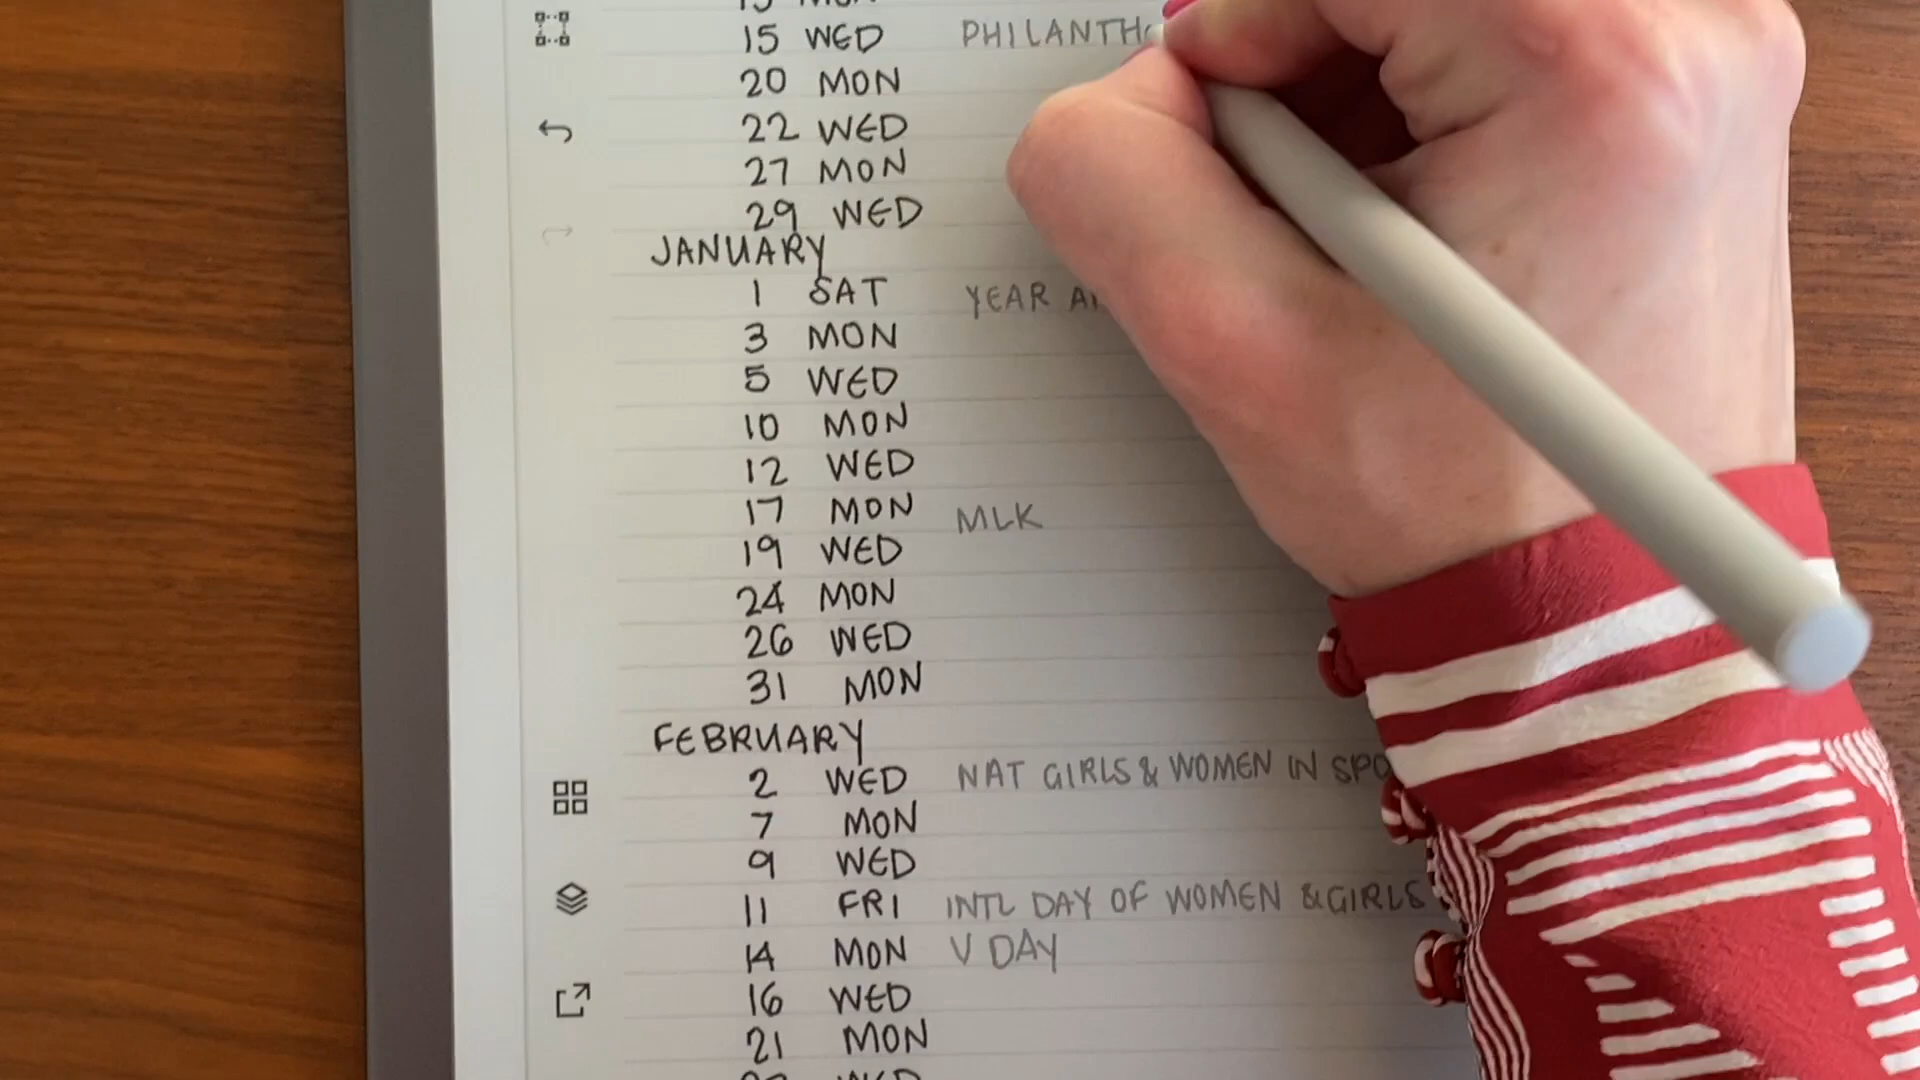 15 WED PHILANTH
20 MON
22 WED
27 MON
29 WED
JANUARY
1 SAT YEAR
3 MON
5 WED
10 MON
12 WED
17 MON MLK
19 WED
24 MON
26 WED
31 MON
FEBRUARY
2 WED NAT GIRLS & WOMEN IN SPO
7 MON
9 WED
11 FRI INTL DAY OF WOMEN & GIRLS
14 MON V DAY
16 WED
21 MON